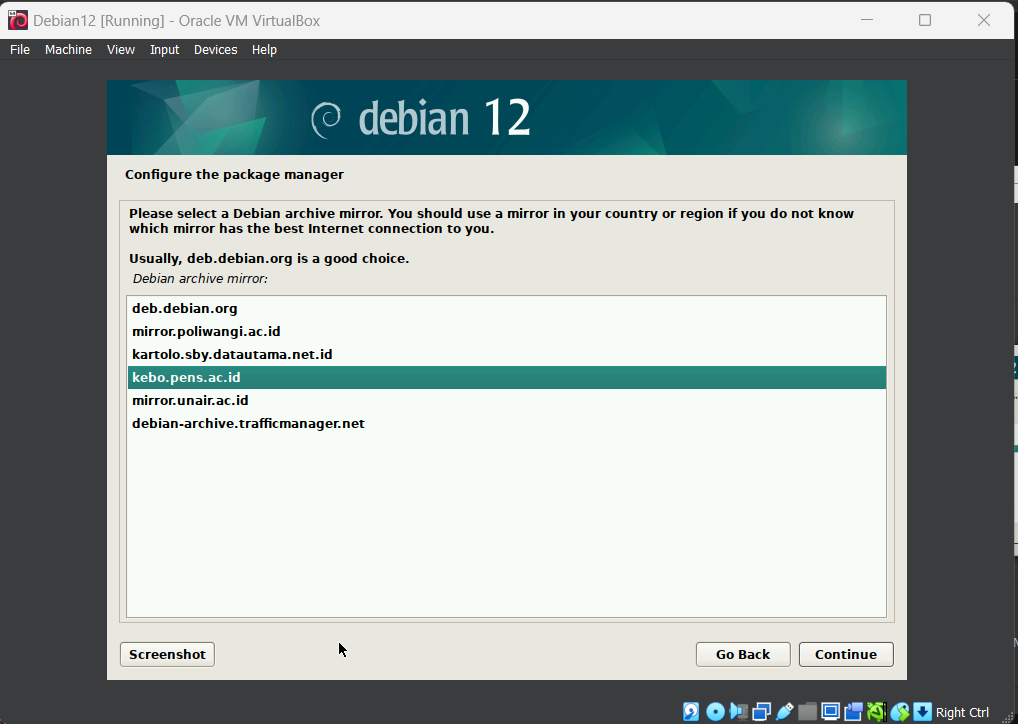 Debian12 [Running] - Oracle VM VirtualBox
File Machine View Input Devices Help
debian 12
Configure the package manager
Please select a Debian archive mirror. You should use a mirror in your country or region if you do not know
which mirror has the best Internet connection to you.
Usually, deb.debian.org is a good choice.
Debian archive mirror:
deb.debian.org
mirror.poliwangi.ac.id
kartolo.sby.datautama.net.id
kebo.pens.ac.id
mirror.unair.ac.id
debian-archive.trafficmanager.net
Screenshot Go Back Continue
Right Ctrl